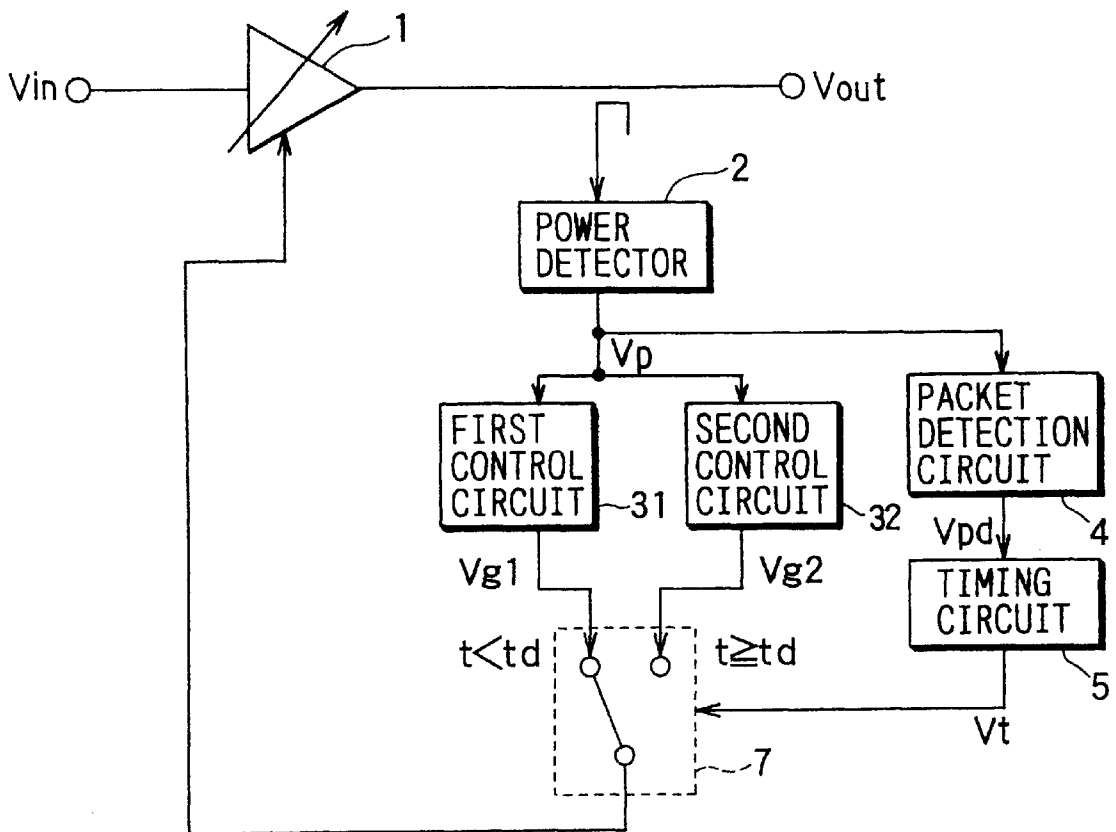 1
Vin
Vout
2
POWER
DETECTOR
Vp
FIRST
CONTROL
CIRCUIT
31
SECOND
CONTROL
CIRCUIT
32
PACKET
DETECTION
CIRCUIT
4
Vg1
Vg2
Vpd
TIMING
CIRCUIT
5
t<td
t≧td
Vt
7